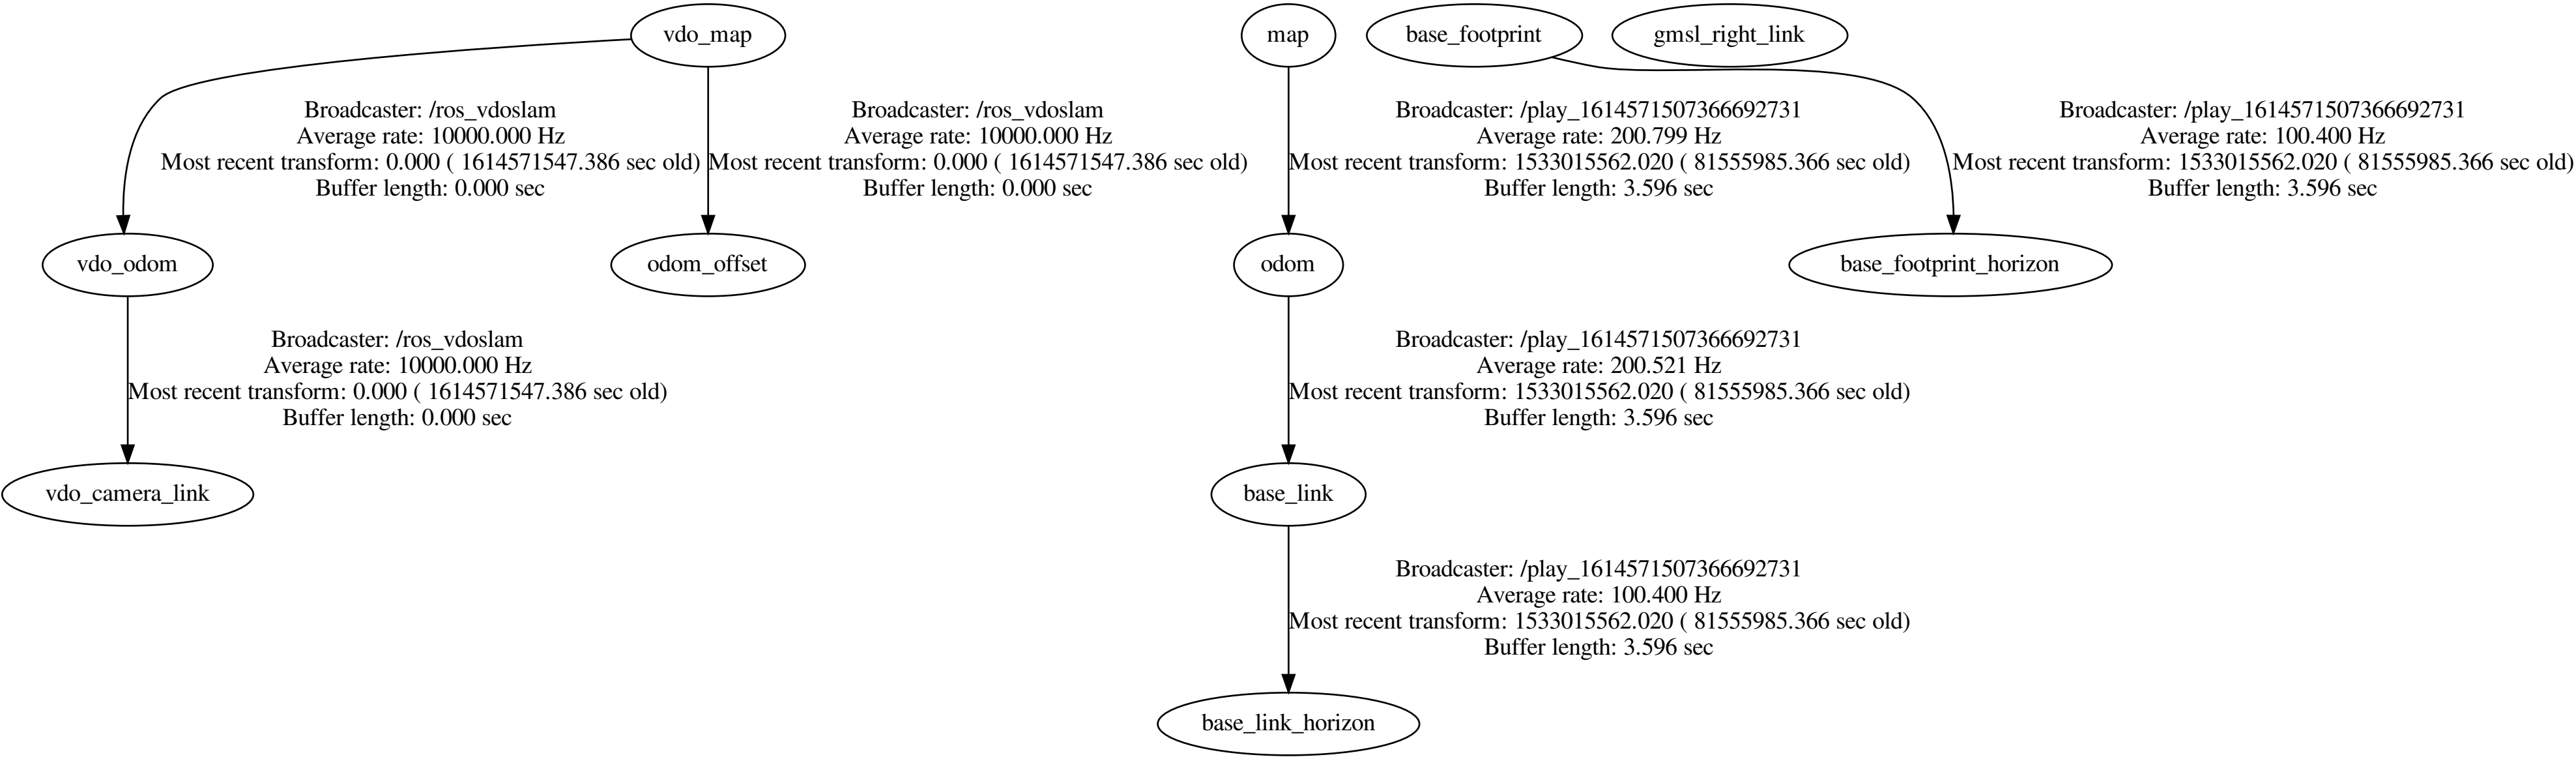 vdo_map
map
base_footprint
gmsl_right_link
Broadcaster: /ros_vdoslam
Average rate: 10000.000 Hz
Most recent transform: 0.000 ( 1614571547.386 sec old)
Buffer length: 0.000 sec
Broadcaster: /ros_vdoslam
Average rate: 10000.000 Hz
Most recent transform: 0.000 ( 1614571547.386 sec old)
Buffer length: 0.000 sec
Broadcaster: /play_1614571507366692731
Average rate: 200.799 Hz
Most recent transform: 1533015562.020 ( 81555985.366 sec old)
Buffer length: 3.596 sec
Broadcaster: /play_1614571507366692731
Average rate: 100.400 Hz
Most recent transform: 1533015562.020 ( 81555985.366 sec old)
Buffer length: 3.596 sec
vdo_odom
odom_offset
odom
base_footprint_horizon
Broadcaster: /ros_vdoslam
Average rate: 10000.000 Hz
Most recent transform: 0.000 ( 1614571547.386 sec old)
Buffer length: 0.000 sec
Broadcaster: /play_1614571507366692731
Average rate: 200.521 Hz
Most recent transform: 1533015562.020 ( 81555985.366 sec old)
Buffer length: 3.596 sec
vdo_camera_link
base_link
Broadcaster: /play_1614571507366692731
Average rate: 100.400 Hz
Most recent transform: 1533015562.020 ( 81555985.366 sec old)
Buffer length: 3.596 sec
base_link_horizon